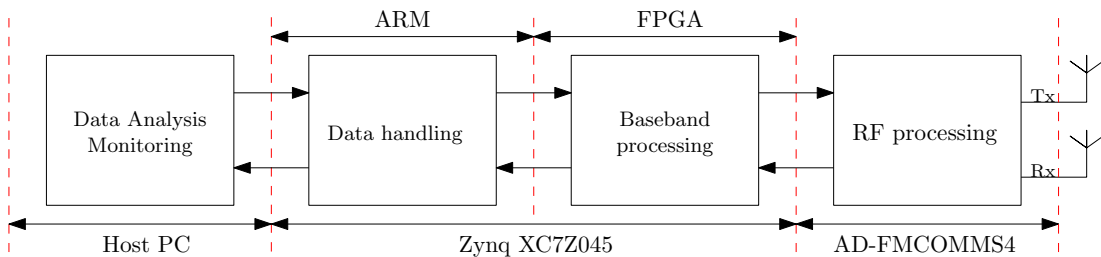 ARM
FPGA
Data Analysis
Monitoring
Data handling
Baseband
processing
RF processing
Tx
Rx
Host PC
Zynq XC7Z045
AD-FMCOMMS4